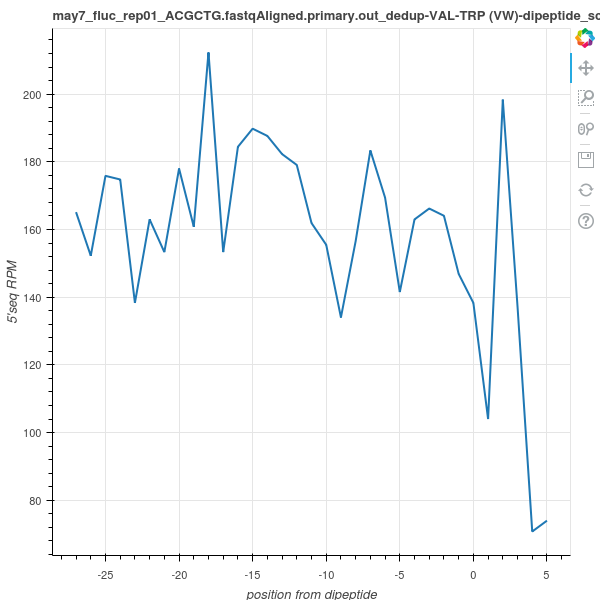 may7_fluc_rep01_ACGCTG.fastqAligned.primary.out_dedup-VAL-TRP (VW)-dipeptide_sc
200
180
160
140
120
100
80
5'seq RPM
-25 -20 -15 -10 -5 0 5
position from dipeptide